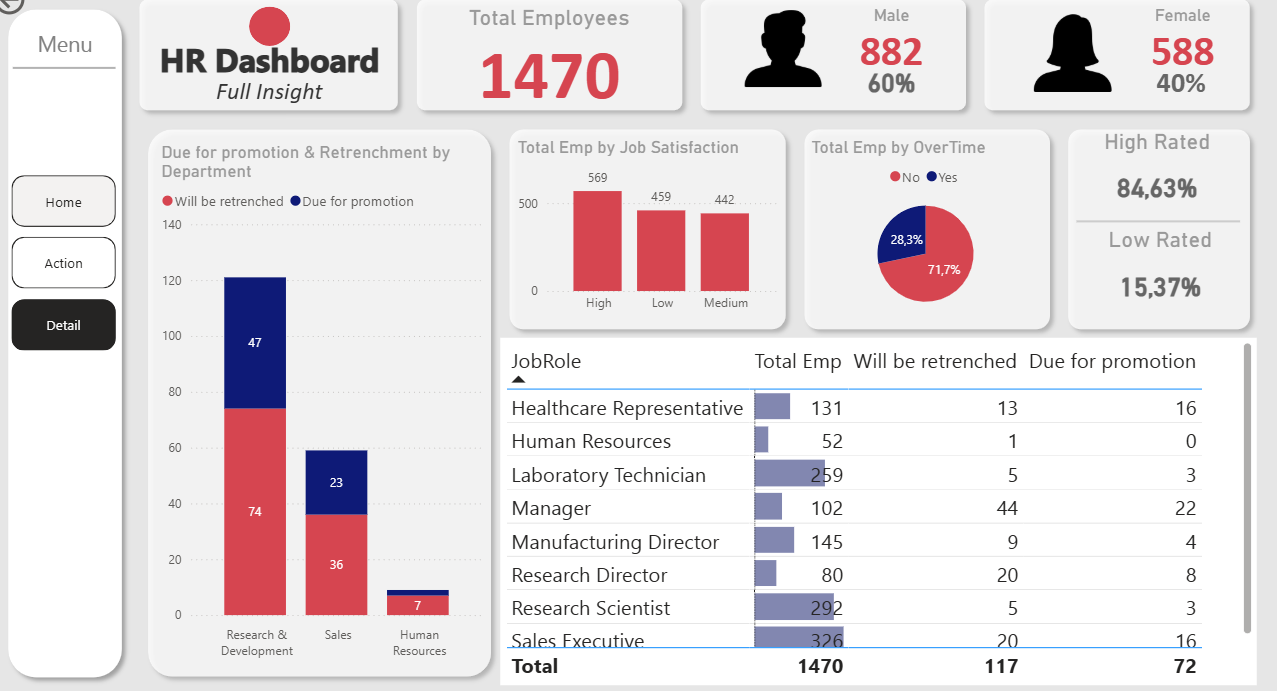 Menu
Home
Action
Detail
HR Dashboard
Full Insight
Total Employees
1470
Male
882
60%
Female
588
40%
Due for promotion & Retrenchment by
Department
Will be retrenched Due for promotion
140
120
100
80
60
40
20
0
47
74
23
36
7
Research &
Development
Sales
Human
Resources
Total Emp by Job Satisfaction
500
0
569
459
442
High Low Medium
Total Emp by OverTime
No Yes
28,3%
71,7%
High Rated
84,63%
Low Rated
15,37%
JobRole Total Emp Will be retrenched Due for promotion
Healthcare Representative 131 13 16
Human Resources 52 1 0
Laboratory Technician 259 5 3
Manager 102 44 22
Manufacturing Director 145 9 4
Research Director 80 20 8
Research Scientist 292 5 3
Sales Executive 326 20 16
Total 1470 117 72